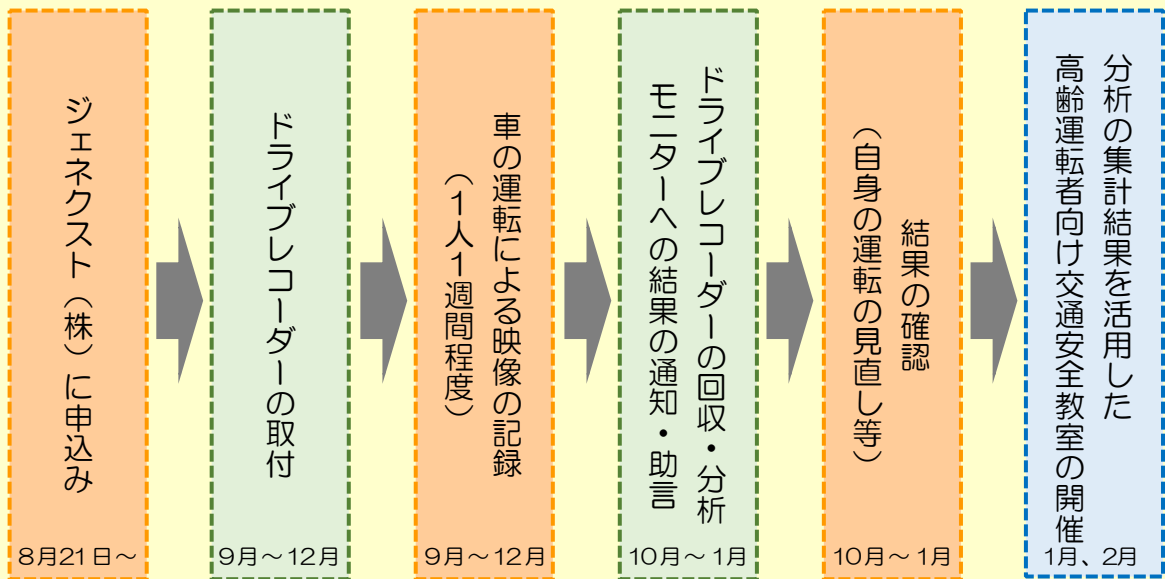 ジェネクスト（株）に申込み
8月21日～
ドライブレコーダーの取付
9月～12月
車の運転による映像の記録
（1人1週間程度）
9月～12月
ドライブレコーダーの回収・分析
モニターへの結果の通知・助言
10月～1月
結果の確認
（自身の運転の見直し等）
10月～1月
分析の集計結果を活用した
高齢運転者向け交通安全教室の開催
1月、2月